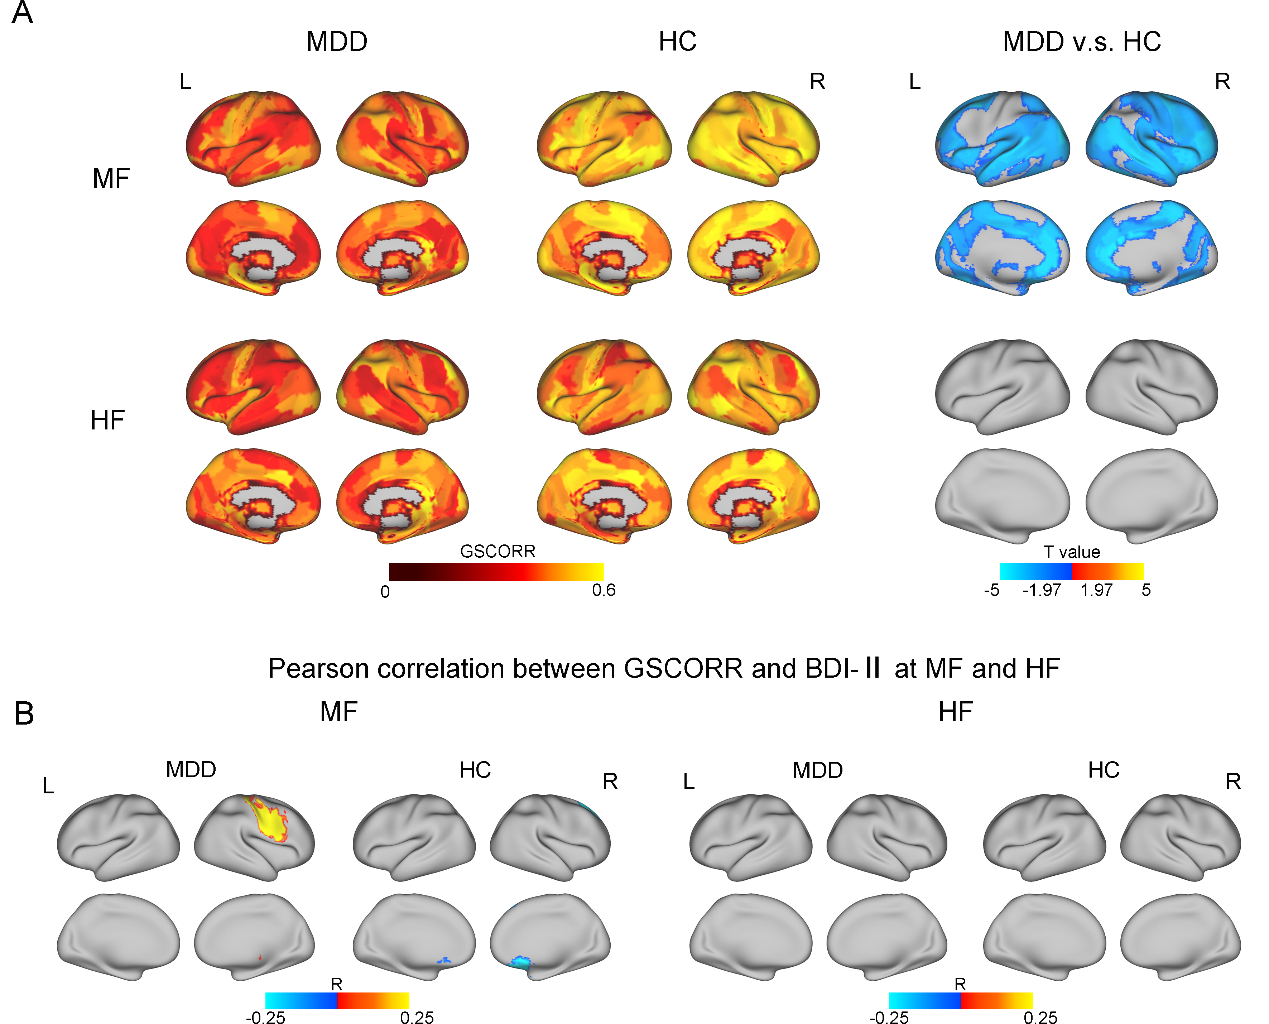 A
MDD HC MDD v.s. HC
L R L R
MF
HF
GSCORR T value
0 0.6 -5 -1.97 1.97 5
Pearson correlation between GSCORR and BDI-Ⅱ at MF and HF
B MF HF
L MDD HC R L MDD HC R
R R
-0.25 0.25 -0.25 0.25